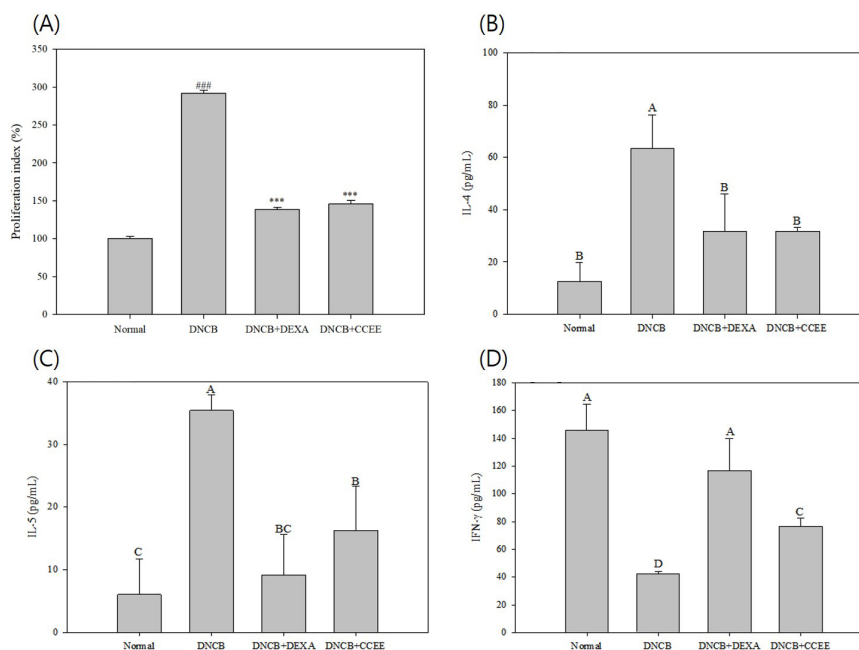 (A)
350
300
250
200
150
100
50
0
Proliferation index (%)
###
***
***
Normal DNCB DNCB+DEXA DNCB+CCEE
(B)
100
80
60
40
20
0
IL-4 (pg/mL)
B
A
B
B
Normal DNCB DNCB+DEXA DNCB+CCEE
(C)
40
30
20
10
0
IL-5 (pg/mL)
C
A
BC
B
Normal DNCB DNCB+DEXA DNCB+CCEE
(D)
180
160
140
120
100
80
60
40
20
0
IFN-γ (pg/mL)
A
D
A
C
Normal DNCB DNCB+DEXA DNCB+CCEE